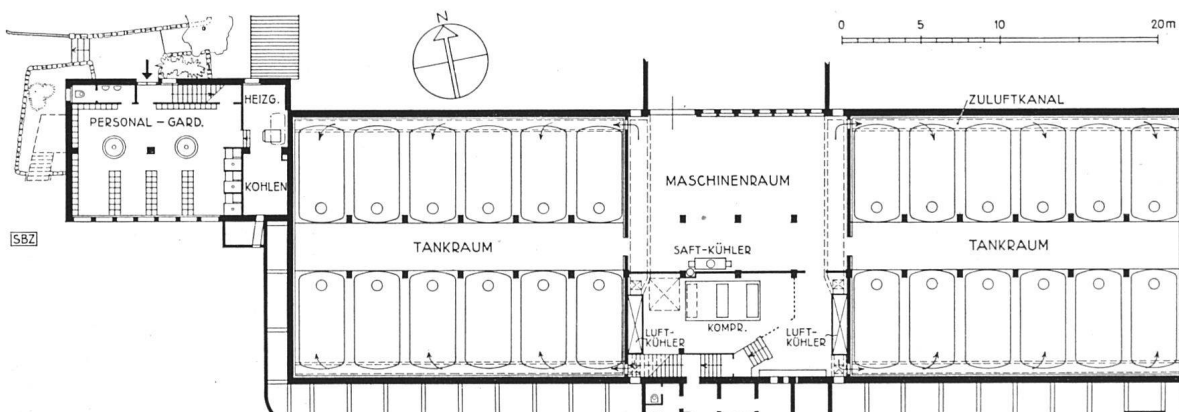 N
0 5 10 20 m
HEIZG.
PERSONAL – GARD.
ZULUFTKANAL
MASCHINENRAUM
KOHLEN
SBZ
TANKRAUM
SAFT-KÜHLER
TANKRAUM
KOMPR.
LUFT-
KÜHLER
LUFT-
KÜHLER